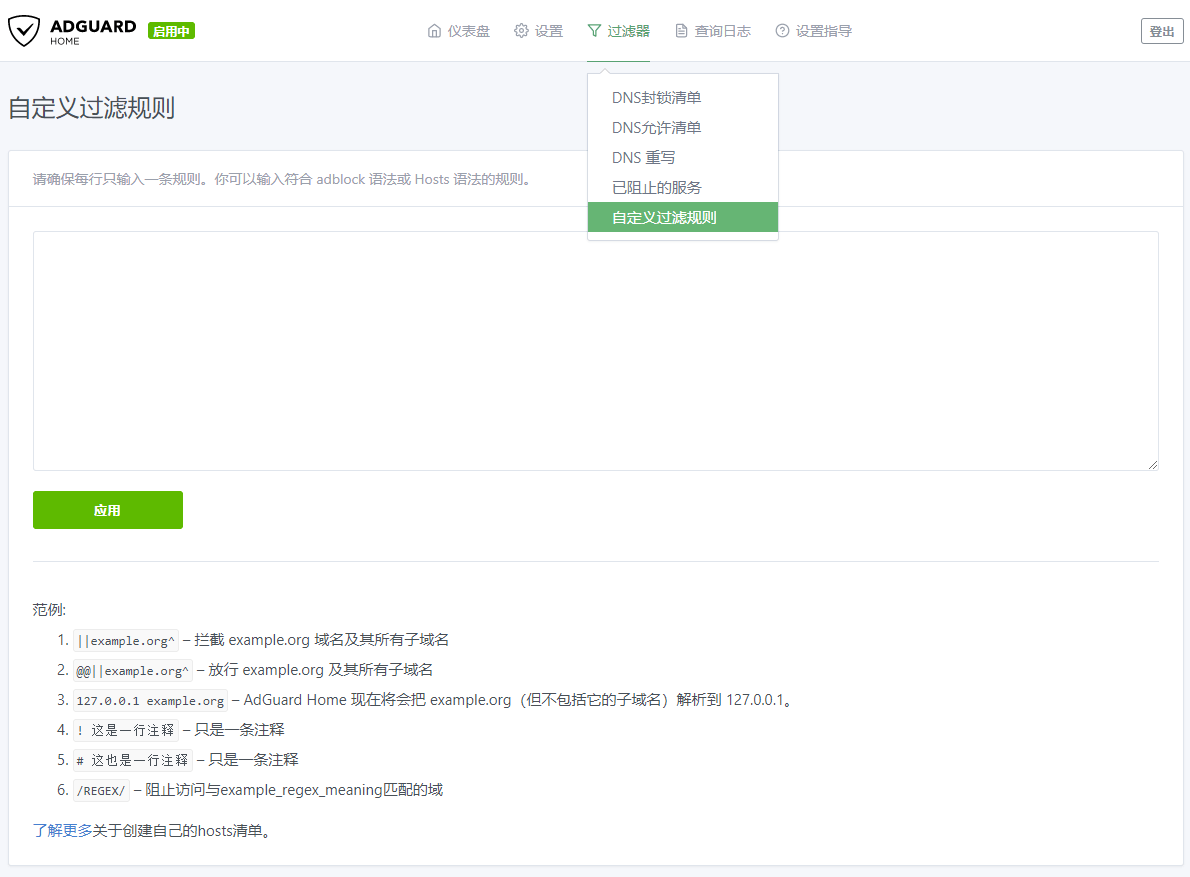 ADGUARD
HOME
启用中
仪表盘
设置
过滤器
查询日志
设置指导
登出
DNS封锁清单
DNS允许清单
DNS 重写
已阻止的服务
自定义过滤规则
自定义过滤规则
请确保每行只输入一条规则。你可以输入符合 adblock 语法或 Hosts 语法的规则。
应用
范例:
1. ||example.org^ – 拦截 example.org 域名及其所有子域名
2. @@||example.org^ – 放行 example.org 及其所有子域名
3. 127.0.0.1 example.org – AdGuard Home 现在将会把 example.org（但不包括它的子域名）解析到 127.0.0.1。
4. ! 这是一行注释 – 只是一条注释
5. # 这也是一行注释 – 只是一条注释
6. /REGEX/ – 阻止访问与example_regex_meaning匹配的域
了解更多关于创建自己的hosts清单。